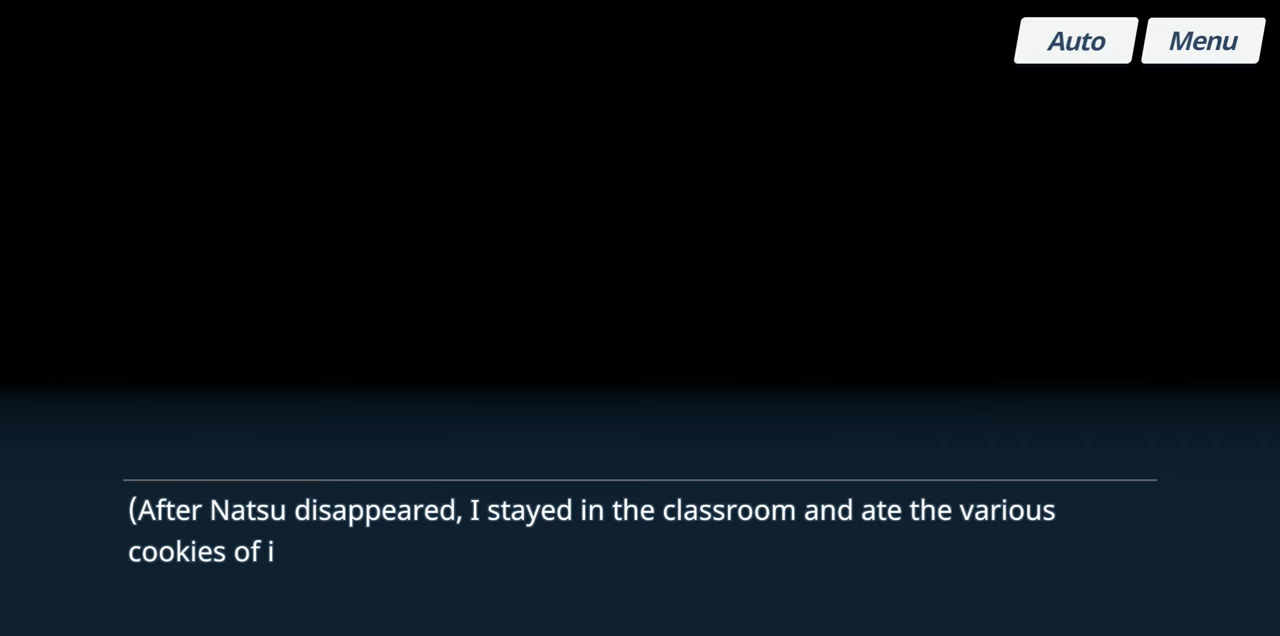 Auto Menu
(After Natsu disappeared, I stayed in the classroom and ate the various
cookies of i